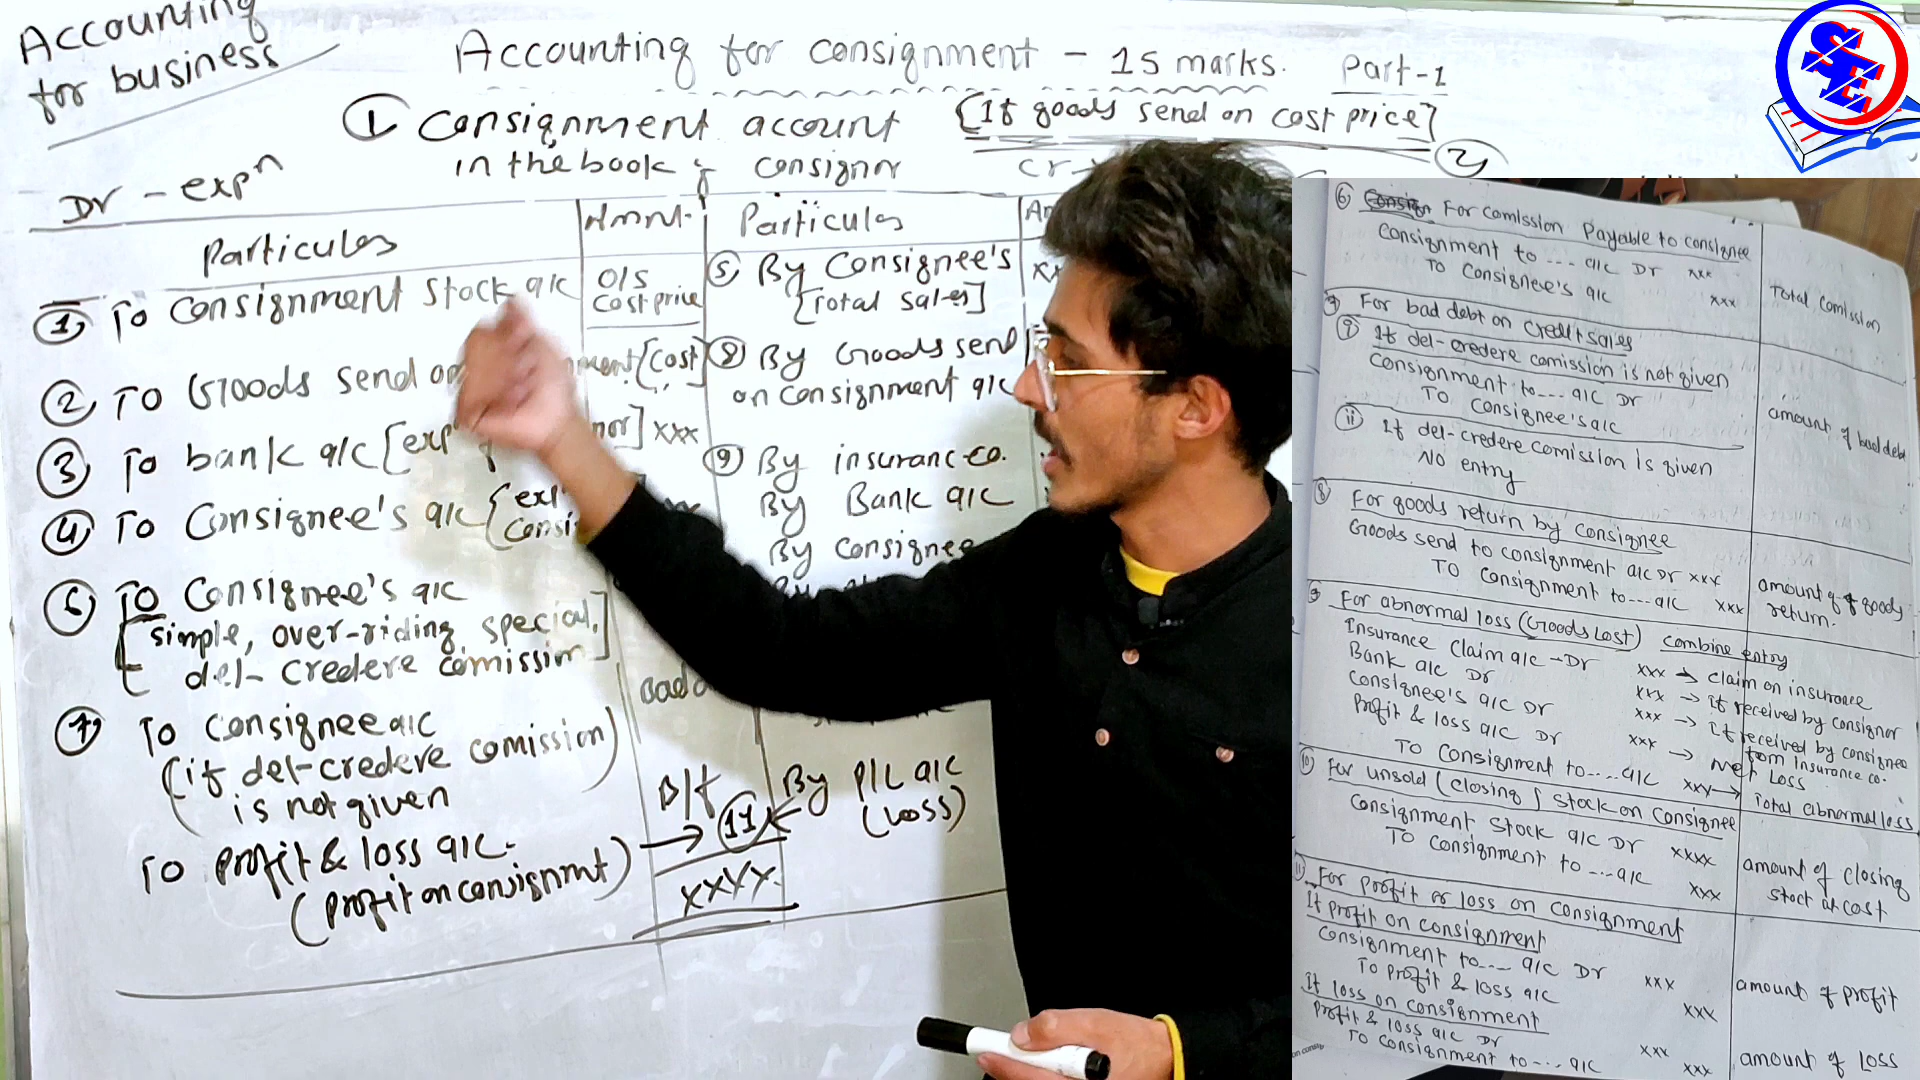 Accounting
for business
Accounting for consignment - 15 marks. Part-1
① Consignment account [If goods send on cost price]
in the book of consignor
Dr - expn
Cr
2
Particulas
Amnt.
Particulas
① To Consignment Stock a/c
O/S
Cost price
② To Goods send on
[cost]
③ To bank a/c [expn
nor] xxx
④ To Consignee's a/c
⑥ To Consignee's a/c
[simple, over-riding, special,
del-credere comission]
⑦ To Consignee a/c
(if del-credere comission)
is not given
To profit & loss a/c.
(profit on consignmnt)
D/f
⑪
xxxx.
⑤ By Consignee's
[Total sales]
⑧ By Goods send
on consignment a/c
⑨ By insuranc co.
By Bank a/c
By consignee
By P/L a/c
(Loss)
SE
⑥ For comission Payable to consignee
Consignment to --- a/c Dr xxx
To Consignee's a/c xxx
Total comission
For bad debt on credit sales
If del-credere comission is not given
Consignment to--- a/c Dr
To Consignee's a/c
amount of bad debt
ⅱ If del-credere comission is given
No entry
⑧ For goods return by consignee
Goods send to consignment a/c Dr xxx
To Consignment to--- a/c xxx
amount of goods
return.
⑨ For abnormal loss (Goods Lost) combine entry
Insurance Claim a/c - Dr xxx → claim on insurance
Bank a/c Dr xxx → if received by consignor
Consignee's a/c Dr xxx → if received by consignee
from insurance co.
Profit & loss a/c Dr xxx → Net Loss
To Consignment to.... a/c xxx → Total abnormal loss
⑩ For unsold (closing) stock on Consignee
Consignment Stock a/c Dr xxxx
To Consignment to ... a/c xxx
amount of closing
stock at cost
⑪ For profit or loss on consignment
If profit on consignment
Consignment to.... a/c Dr xxx
To profit & loss a/c xxx
amount of profit
If loss on consignment
Profit & loss a/c Dr xxx
To consignment to ... a/c xxx
amount of Loss